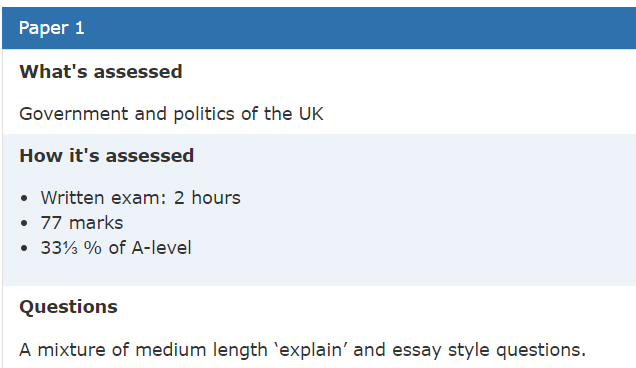 Paper 1
What's assessed
Government and politics of the UK
How it's assessed
• Written exam: 2 hours
• 77 marks
• 33⅓ % of A-level
Questions
A mixture of medium length ‘explain’ and essay style questions.